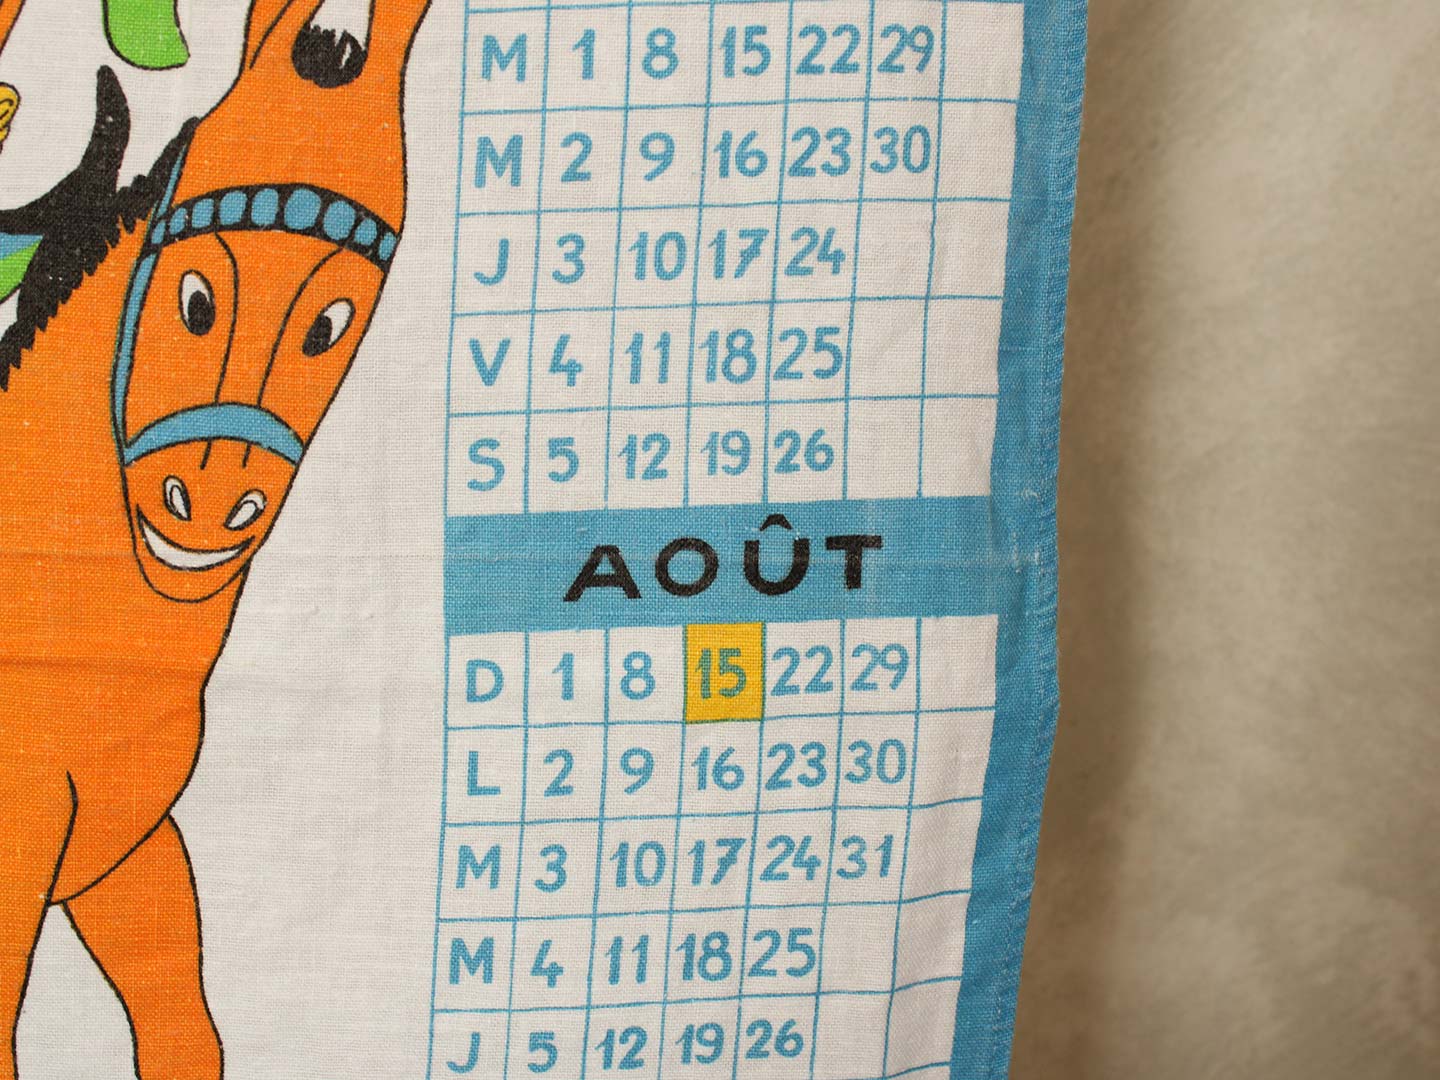 M 1 8 15 22 29
M 2 9 16 23 30
J 3 10 17 24
V 4 11 18 25
S 5 12 19 26
AOÛT
D 1 8 15 22 29
L 2 9 16 23 30
M 3 10 17 24 31
M 4 11 18 25
J 5 12 19 26